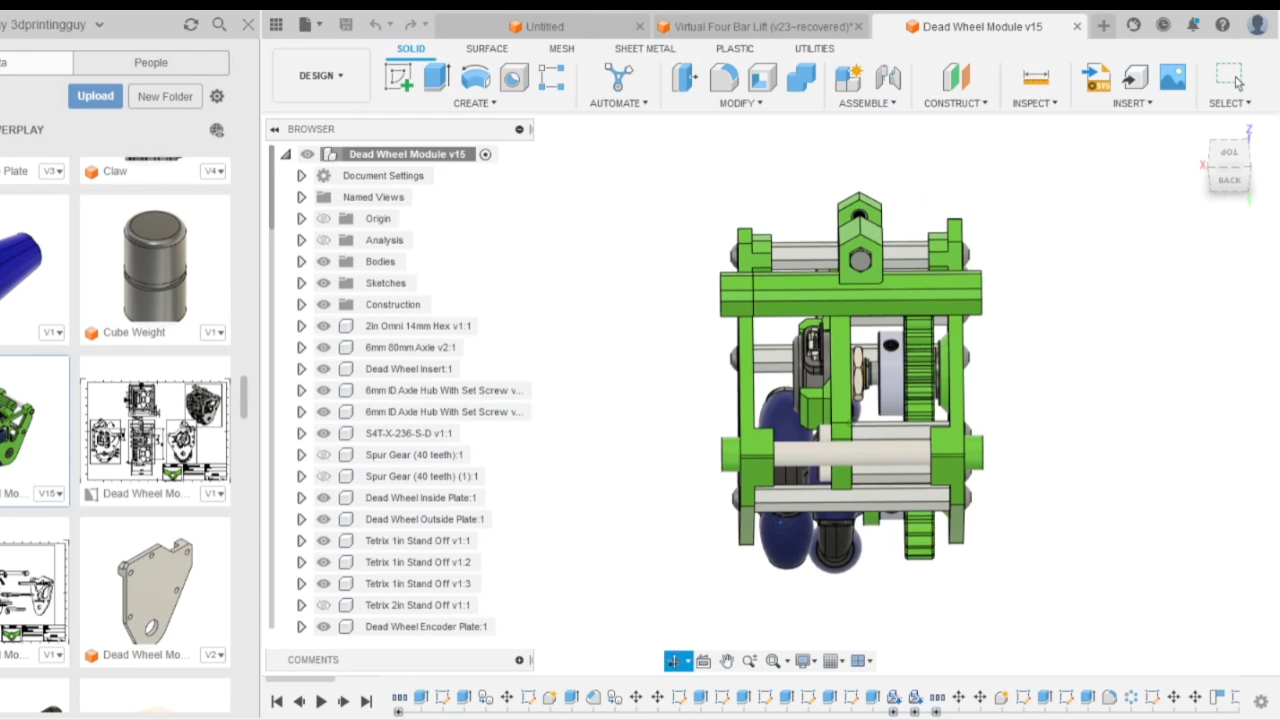 y 3dprintingguy
Untitled
Virtual Four Bar Lift (v23~recovered)*
Dead Wheel Module v15
ta
People
Upload
New Folder
VERPLAY
Plate
V3
Claw
V4
V1
Cube Weight
V1
Mo...
V15
Dead Wheel Mo...
V1
Mo...
V1
Dead Wheel Mo...
V2
DESIGN
SOLID
SURFACE
MESH
SHEET METAL
PLASTIC
UTILITIES
CREATE
AUTOMATE
MODIFY
ASSEMBLE
CONSTRUCT
INSPECT
INSERT
SELECT
BROWSER
Dead Wheel Module v15
Document Settings
Named Views
Origin
Analysis
Bodies
Sketches
Construction
2in Omni 14mm Hex v1:1
6mm 80mm Axle v2:1
Dead Wheel Insert:1
6mm ID Axle Hub With Set Screw v...
6mm ID Axle Hub With Set Screw v...
S4T-X-236-S-D v1:1
Spur Gear (40 teeth):1
Spur Gear (40 teeth) (1):1
Dead Wheel Inside Plate:1
Dead Wheel Outside Plate:1
Tetrix 1in Stand Off v1:1
Tetrix 1in Stand Off v1:2
Tetrix 1in Stand Off v1:3
Tetrix 2in Stand Off v1:1
Dead Wheel Encoder Plate:1
COMMENTS
Z
TOP
X
BACK